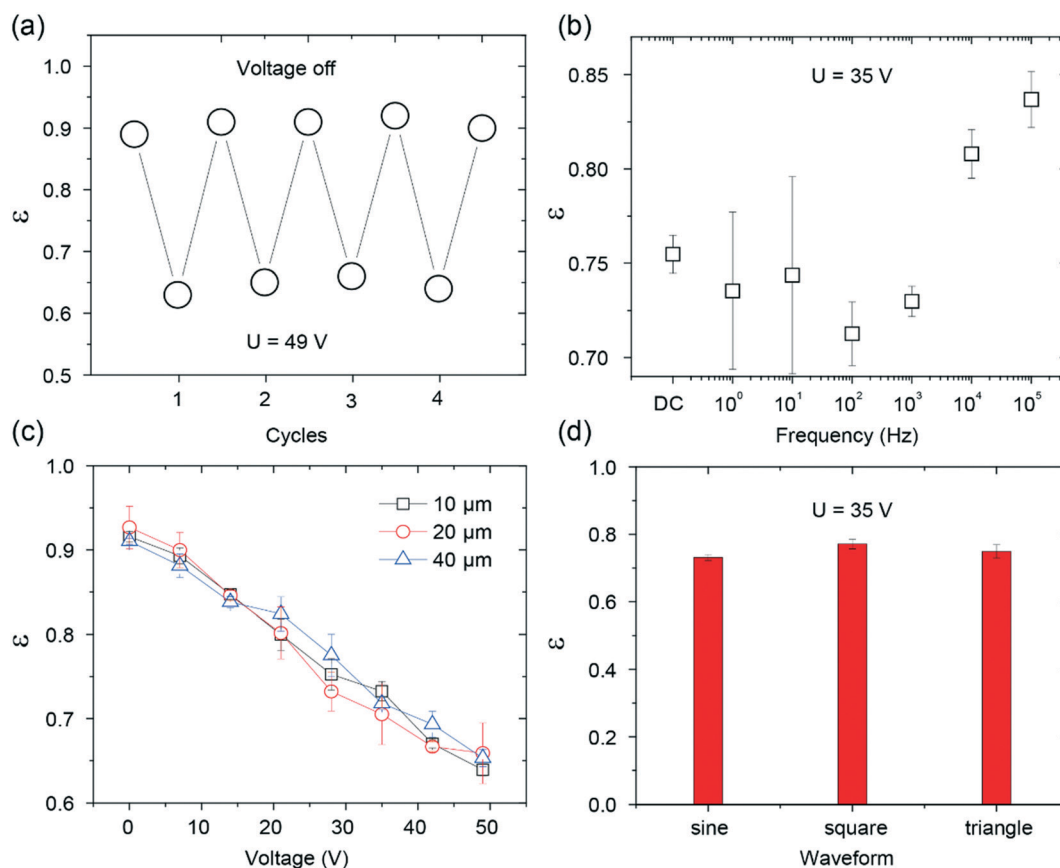 (a)
1.0
0.9
0.8
0.7
0.6
0.5
ε
Voltage off
U = 49 V
1 2 3 4
Cycles
(b)
0.85
0.80
0.75
0.70
ε
U = 35 V
DC 10⁰ 10¹ 10² 10³ 10⁴ 10⁵
Frequency (Hz)
(c)
1.0
0.9
0.8
0.7
0.6
ε
10 µm
20 µm
40 µm
0 10 20 30 40 50
Voltage (V)
(d)
1.0
0.8
0.6
0.4
0.2
0.0
ε
U = 35 V
sine square triangle
Waveform